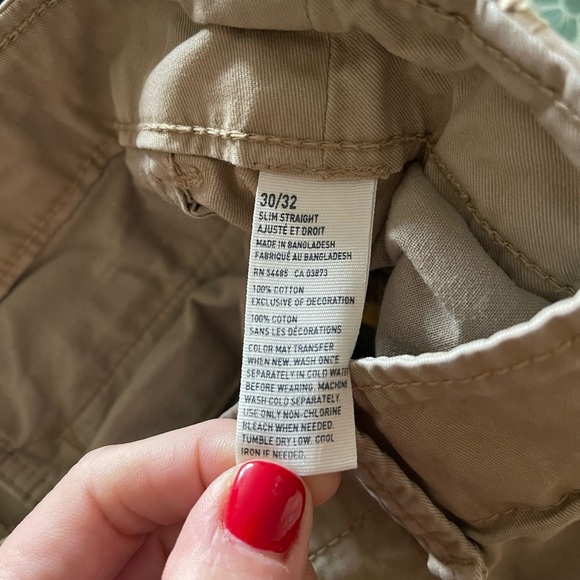 30/32
SLIM STRAIGHT
AJUSTÉ ET DROIT
MADE IN BANGLADESH
FABRIQUÉ AU BANGLADESH
RN 54485 CA 03873
100% COTTON
EXCLUSIVE OF DECORATION
100% COTTON
SANS LES DÉCORATIONS
COLOR MAY TRANSFER
WHEN NEW. WASH ONCE
SEPARATELY IN COLD WATER
BEFORE WEARING. MACHINE
WASH COLD SEPARATELY.
USE ONLY NON-CHLORINE
BLEACH WHEN NEEDED.
TUMBLE DRY LOW. COOL
IRON IF NEEDED.